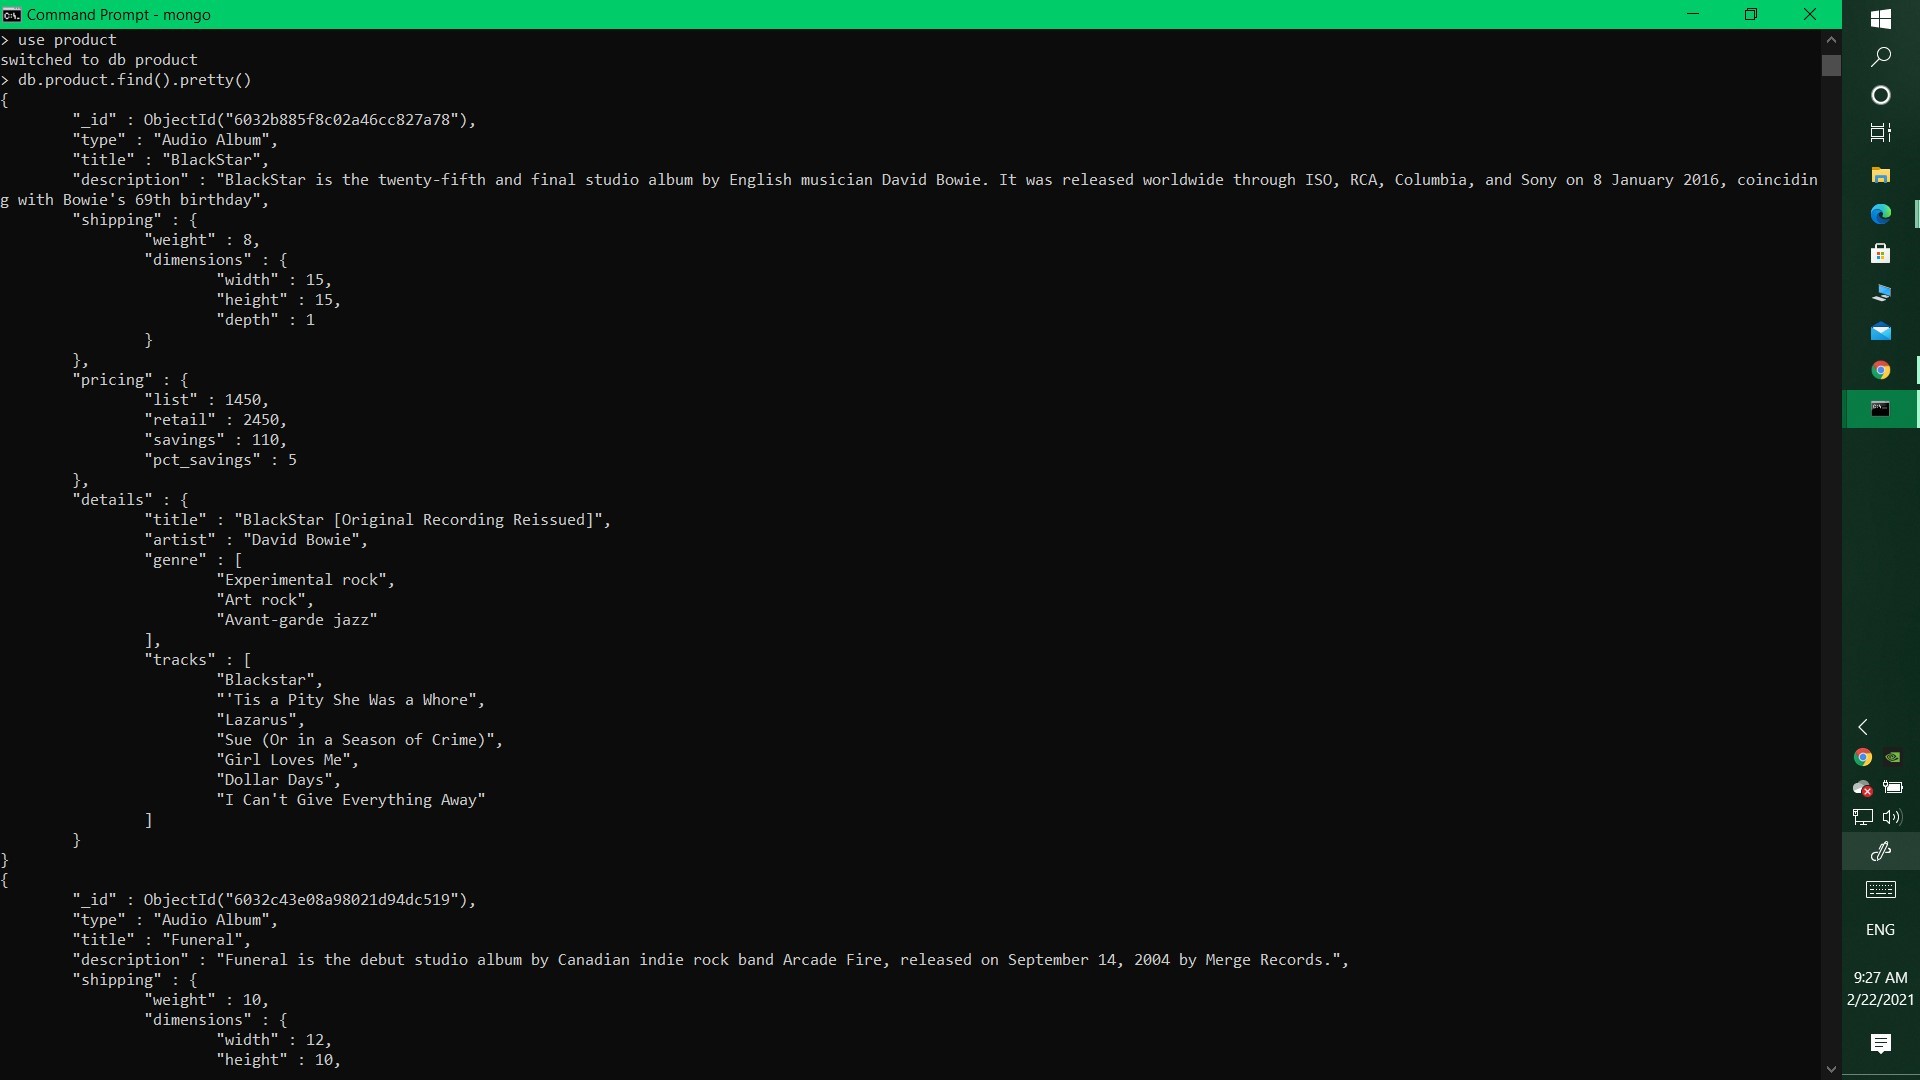 Command Prompt - mongo
> use product
switched to db product
> db.product.find().pretty()
{
"_id" : ObjectId("6032b885f8c02a46cc827a78"),
"type" : "Audio Album",
"title" : "BlackStar",
"description" : "BlackStar is the twenty-fifth and final studio album by English musician David Bowie. It was released worldwide through ISO, RCA, Columbia, and Sony on 8 January 2016, coincidin
g with Bowie's 69th birthday",
"shipping" : {
"weight" : 8,
"dimensions" : {
"width" : 15,
"height" : 15,
"depth" : 1
}
},
"pricing" : {
"list" : 1450,
"retail" : 2450,
"savings" : 110,
"pct_savings" : 5
},
"details" : {
"title" : "BlackStar [Original Recording Reissued]",
"artist" : "David Bowie",
"genre" : [
"Experimental rock",
"Art rock",
"Avant-garde jazz"
],
"tracks" : [
"Blackstar",
"'Tis a Pity She Was a Whore",
"Lazarus",
"Sue (Or in a Season of Crime)",
"Girl Loves Me",
"Dollar Days",
"I Can't Give Everything Away"
]
}
}
{
"_id" : ObjectId("6032c43e08a98021d94dc519"),
"type" : "Audio Album",
"title" : "Funeral",
"description" : "Funeral is the debut studio album by Canadian indie rock band Arcade Fire, released on September 14, 2004 by Merge Records.",
"shipping" : {
"weight" : 10,
"dimensions" : {
"width" : 12,
"height" : 10,
ENG
9:27 AM
2/22/2021